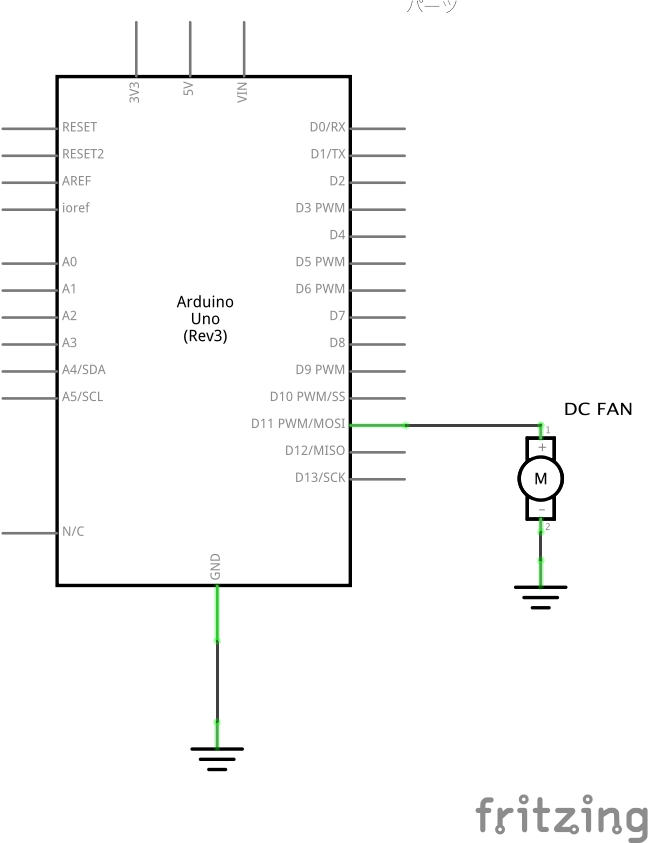 パーツ
3V3
5V
VIN
RESET
RESET2
AREF
ioref
A0
A1
A2
A3
A4/SDA
A5/SCL
N/C
Arduino
Uno
(Rev3)
D0/RX
D1/TX
D2
D3 PWM
D4
D5 PWM
D6 PWM
D7
D8
D9 PWM
D10 PWM/SS
D11 PWM/MOSI
D12/MISO
D13/SCK
GND
DC FAN
1
+
M
−
2
fritzing